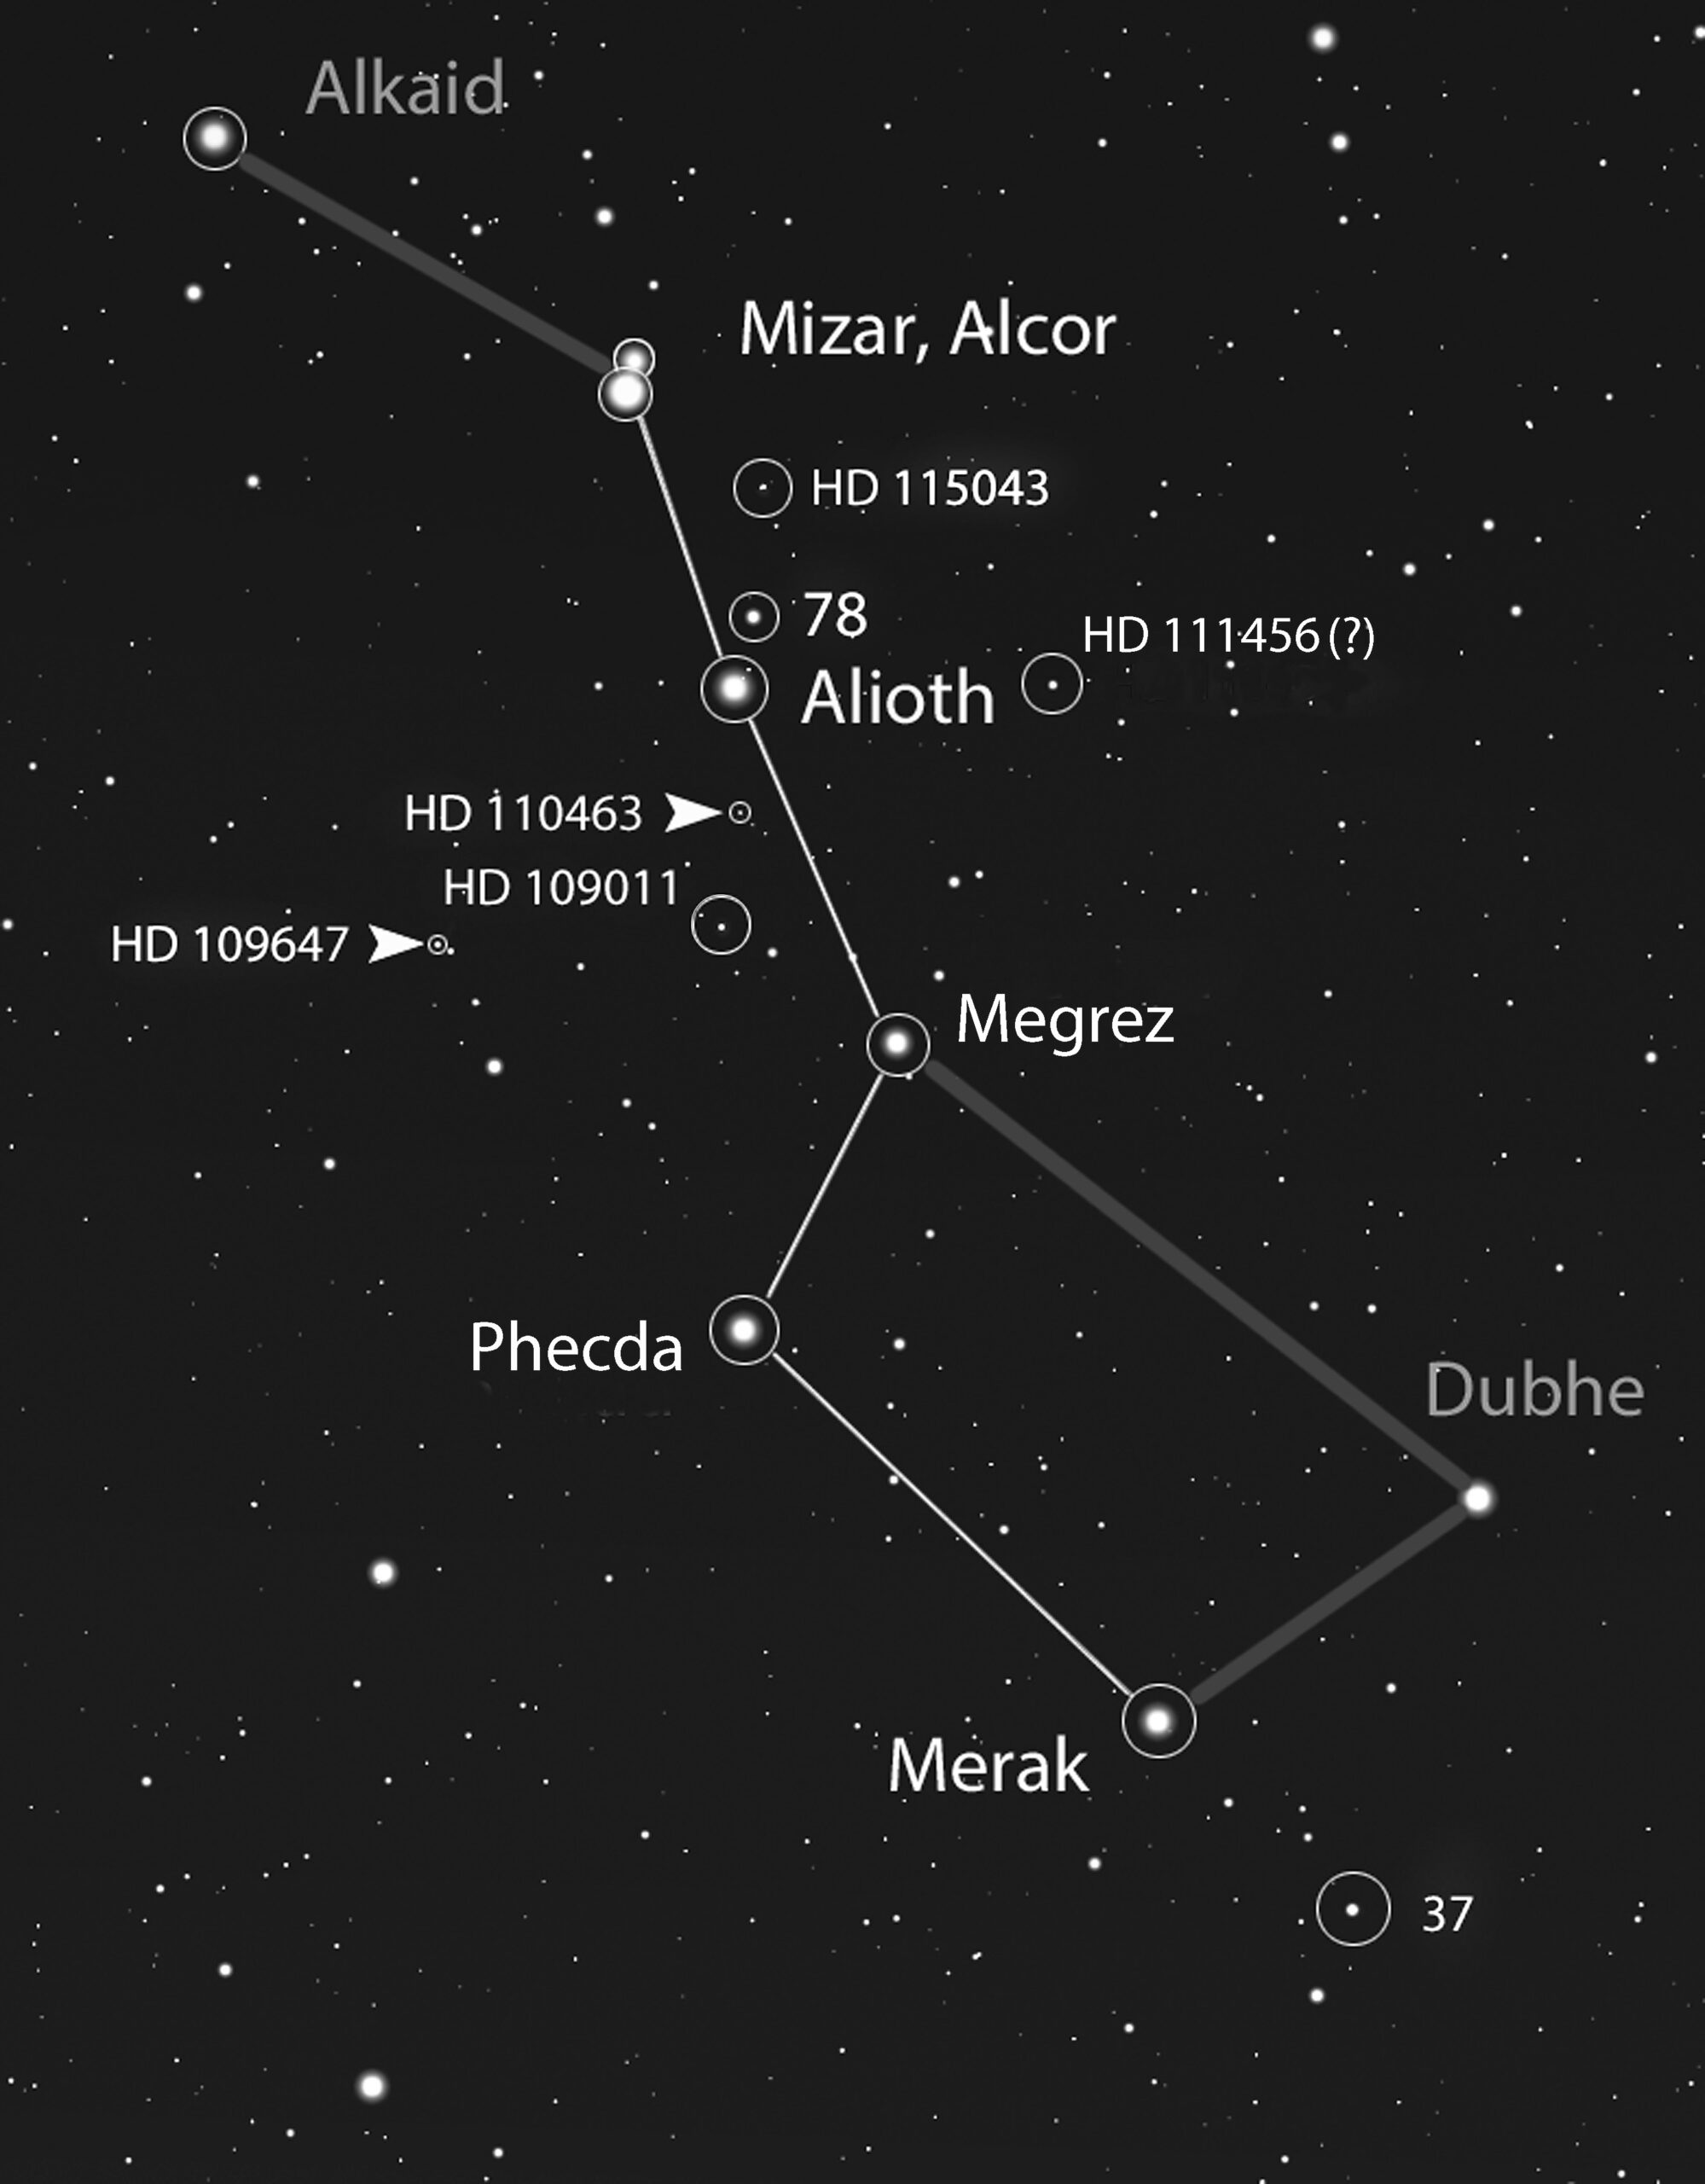 Alkaid
Mizar, Alcor
HD 115043
78
HD 111456 (?)
Alioth
HD 110463
HD 109011
HD 109647
Megrez
Phecda
Dubhe
Merak
37